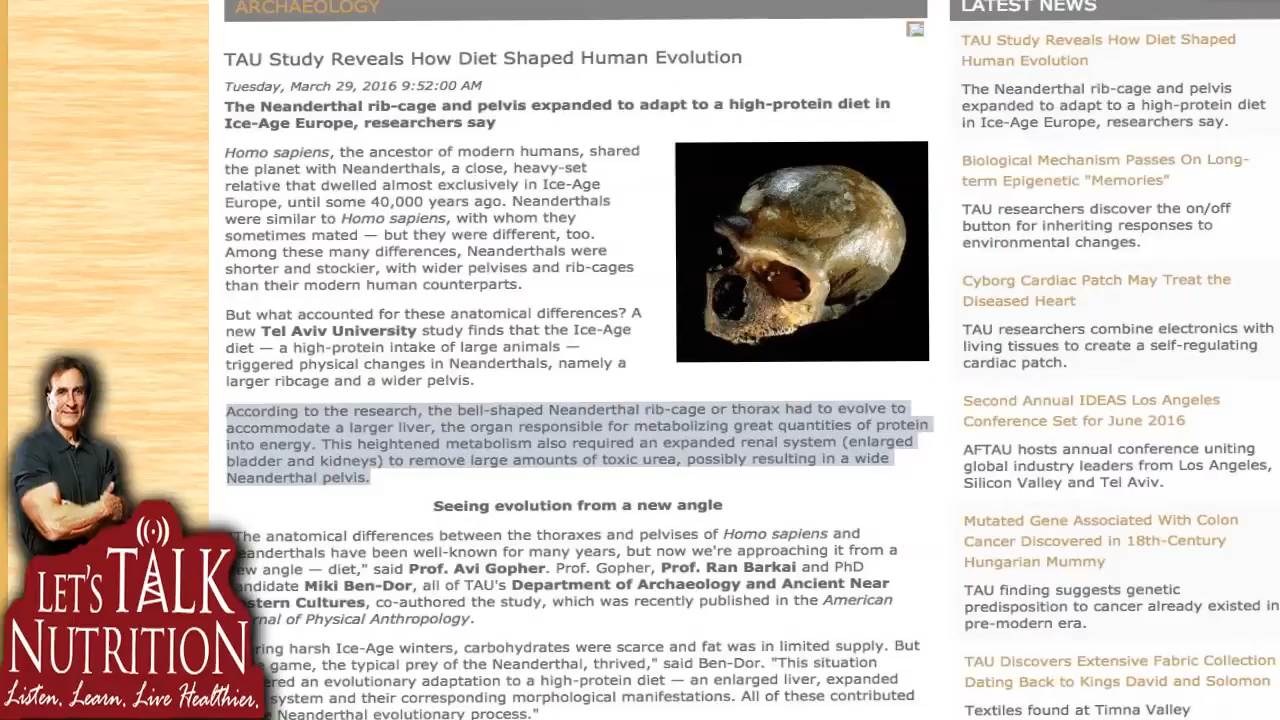 ARCHAEOLOGY
TAU Study Reveals How Diet Shaped Human Evolution
Tuesday, March 29, 2016 9:52:00 AM
The Neanderthal rib-cage and pelvis expanded to adapt to a high-protein diet in
Ice-Age Europe, researchers say
Homo sapiens, the ancestor of modern humans, shared
the planet with Neanderthals, a close, heavy-set
relative that dwelled almost exclusively in Ice-Age
Europe, until some 40,000 years ago. Neanderthals
were similar to Homo sapiens, with whom they
sometimes mated — but they were different, too.
Among these many differences, Neanderthals were
shorter and stockier, with wider pelvises and rib-cages
than their modern human counterparts.
But what accounted for these anatomical differences? A
new Tel Aviv University study finds that the Ice-Age
diet — a high-protein intake of large animals —
triggered physical changes in Neanderthals, namely a
larger ribcage and a wider pelvis.
According to the research, the bell-shaped Neanderthal rib-cage or thorax had to evolve to
accommodate a larger liver, the organ responsible for metabolizing great quantities of protein
into energy. This heightened metabolism also required an expanded renal system (enlarged
bladder and kidneys) to remove large amounts of toxic urea, possibly resulting in a wide
Neanderthal pelvis.
Seeing evolution from a new angle
"The anatomical differences between the thoraxes and pelvises of Homo sapiens and
eanderthals have been well-known for many years, but now we're approaching it from a
ew angle — diet," said Prof. Avi Gopher. Prof. Gopher, Prof. Ran Barkai and PhD
andidate Miki Ben-Dor, all of TAU's Department of Archaeology and Ancient Near
stern Cultures, co-authored the study, which was recently published in the American
nal of Physical Anthropology.
ring harsh Ice-Age winters, carbohydrates were scarce and fat was in limited supply. But
game, the typical prey of the Neanderthal, thrived," said Ben-Dor. "This situation
ered an evolutionary adaptation to a high-protein diet — an enlarged liver, expanded
system and their corresponding morphological manifestations. All of these contributed
Neanderthal evolutionary process."
LATEST NEWS
TAU Study Reveals How Diet Shaped
Human Evolution
The Neanderthal rib-cage and pelvis
expanded to adapt to a high-protein diet
in Ice-Age Europe, researchers say.
Biological Mechanism Passes On Long-
term Epigenetic "Memories"
TAU researchers discover the on/off
button for inheriting responses to
environmental changes.
Cyborg Cardiac Patch May Treat the
Diseased Heart
TAU researchers combine electronics with
living tissues to create a self-regulating
cardiac patch.
Second Annual IDEAS Los Angeles
Conference Set for June 2016
AFTAU hosts annual conference uniting
global industry leaders from Los Angeles,
Silicon Valley and Tel Aviv.
Mutated Gene Associated With Colon
Cancer Discovered in 18th-Century
Hungarian Mummy
TAU finding suggests genetic
predisposition to cancer already existed in
pre-modern era.
TAU Discovers Extensive Fabric Collection
Dating Back to Kings David and Solomon
Textiles found at Timna Valley
LET'S TALK
NUTRITION
Listen. Learn. Live Healthier.